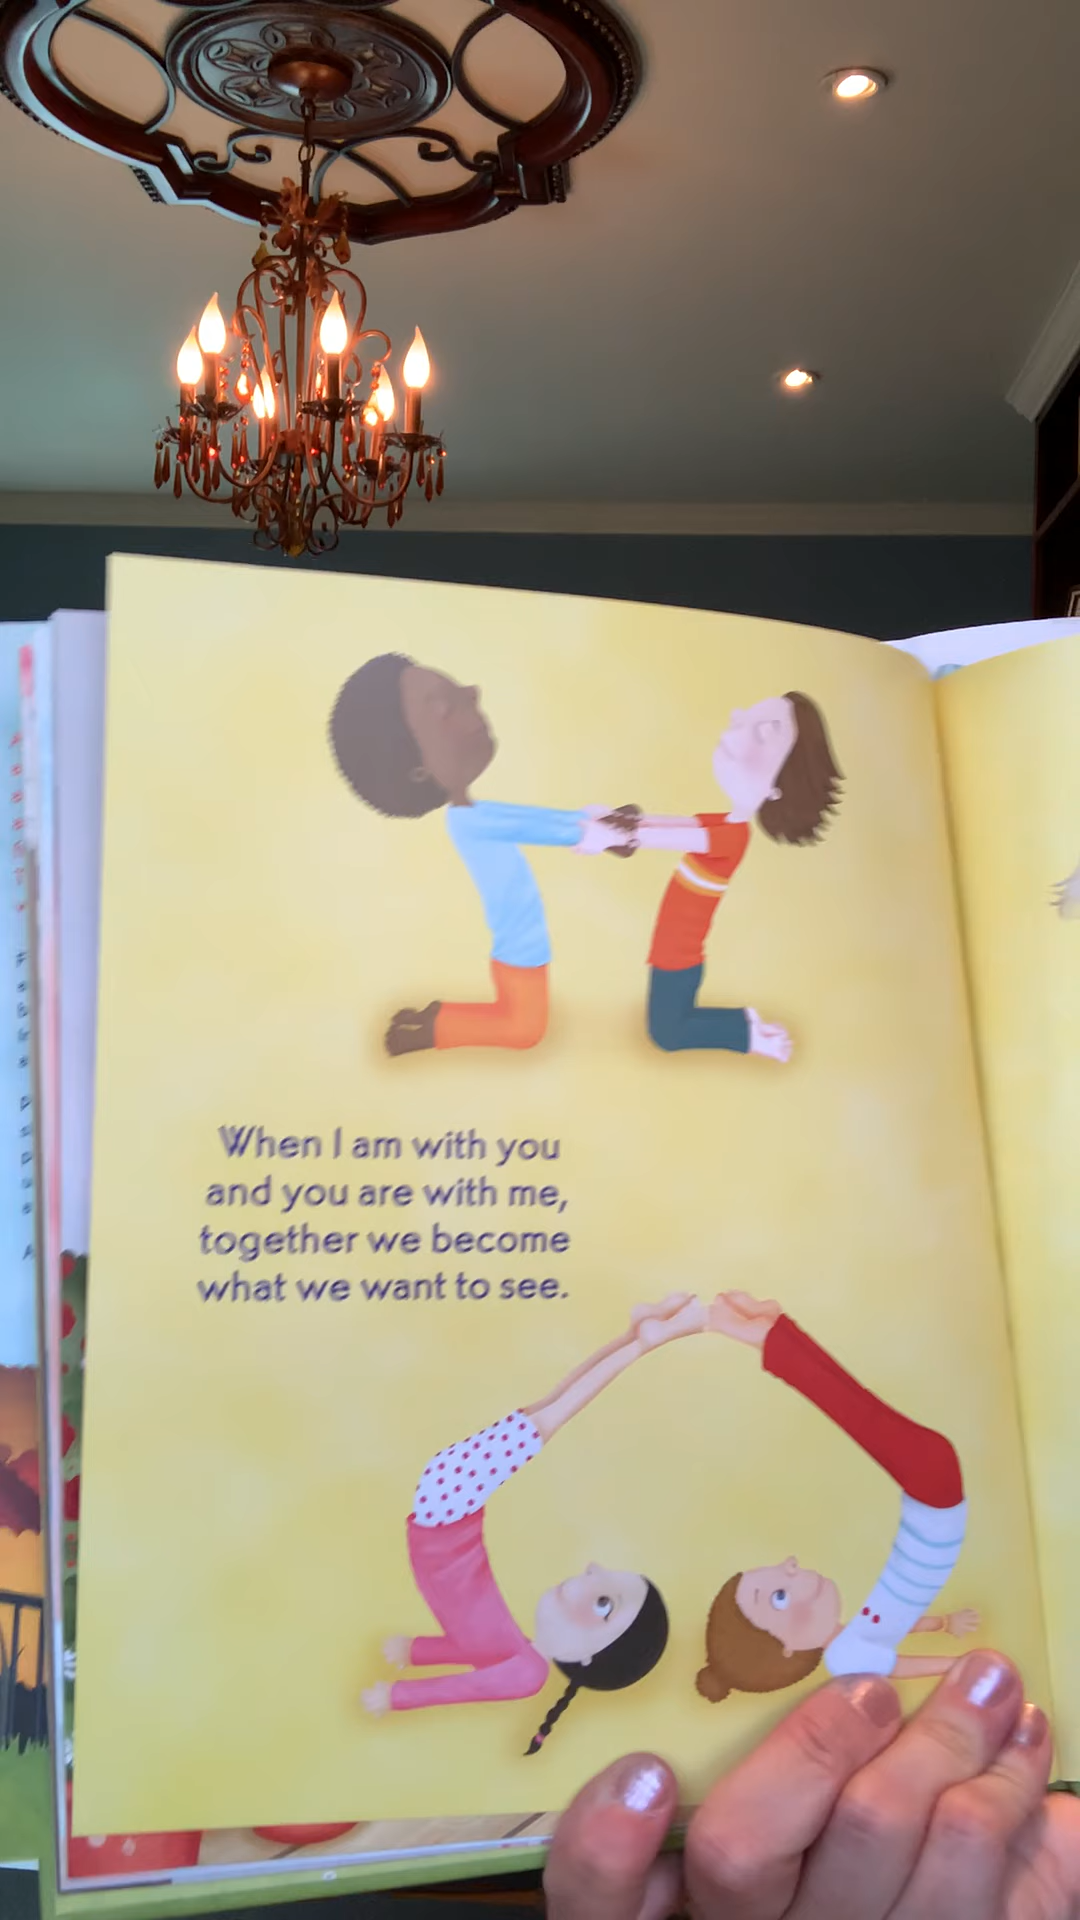 When I am with you
and you are with me,
together we become
what we want to see.